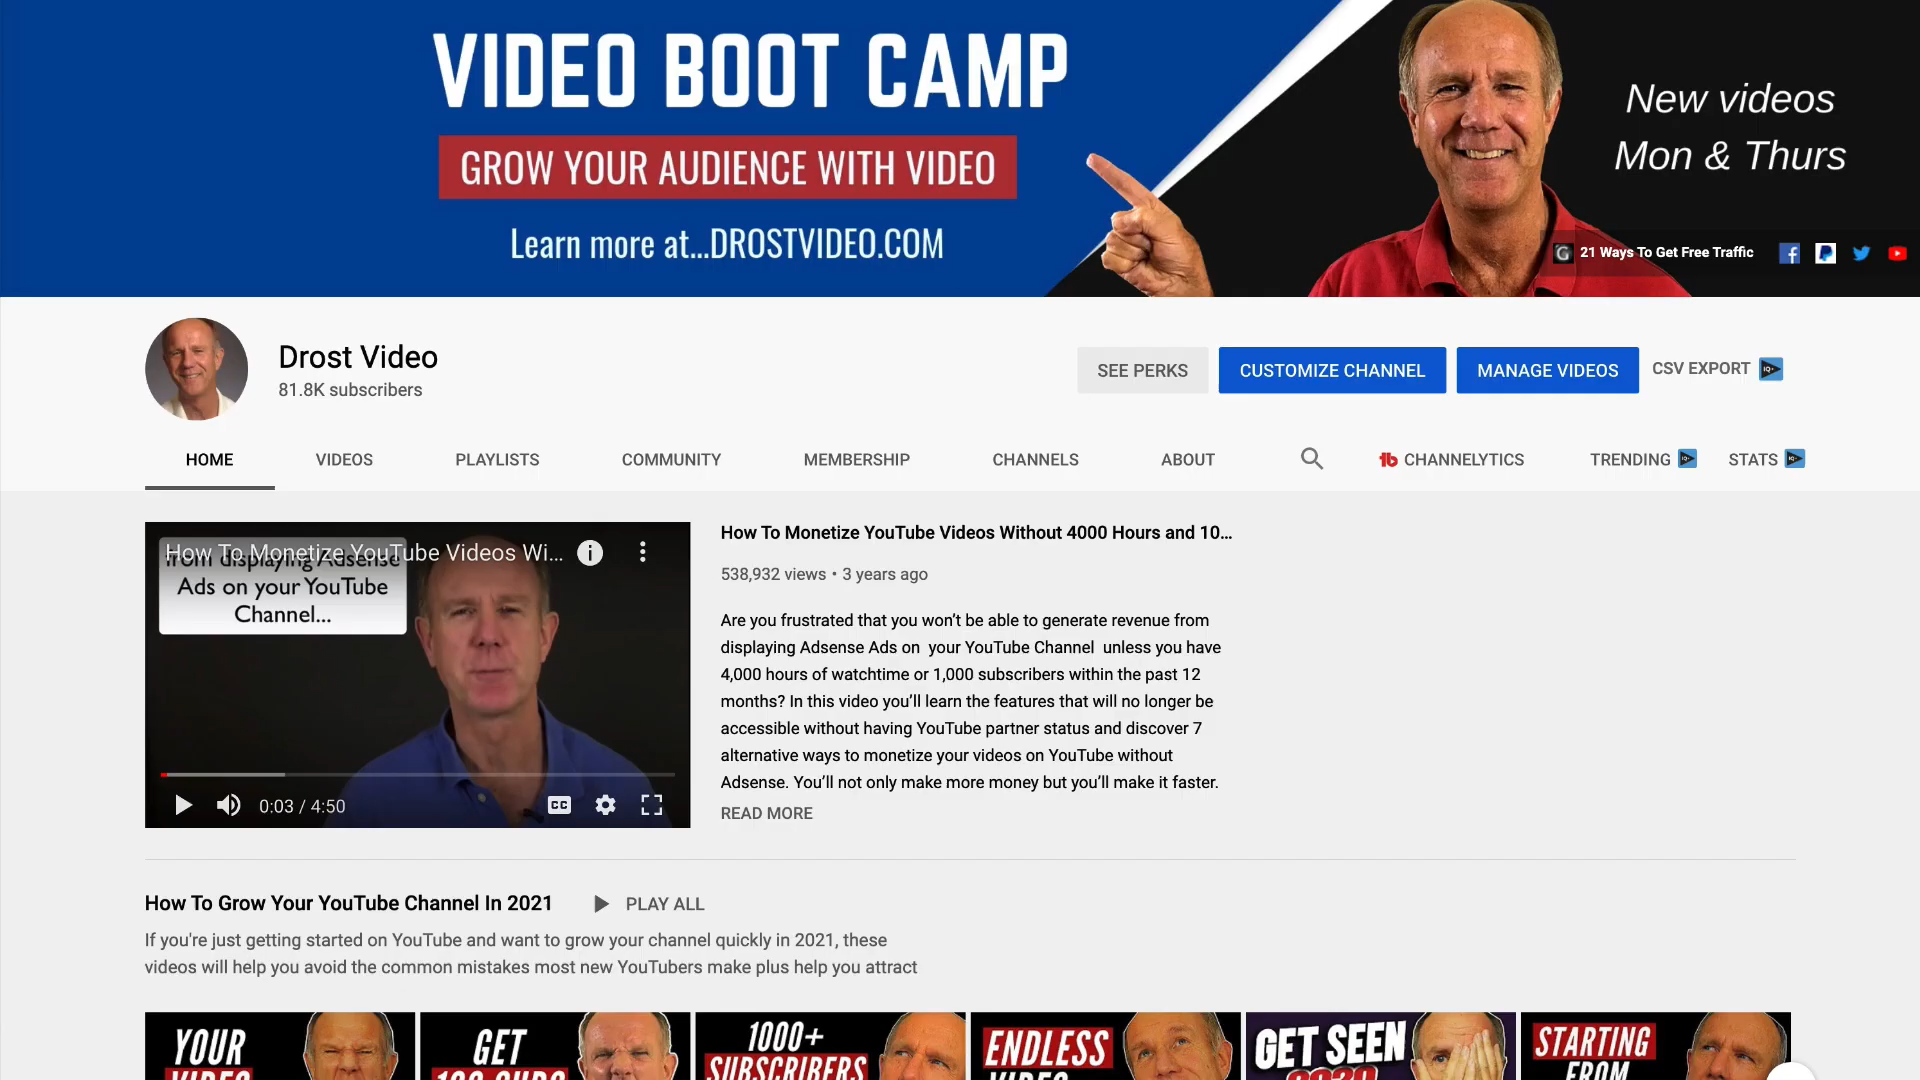 VIDEO BOOT CAMP
GROW YOUR AUDIENCE WITH VIDEO
Learn more at...DROSTVIDEO.COM
New videos
Mon & Thurs
21 Ways To Get Free Traffic
Drost Video
81.8K subscribers
SEE PERKS
CUSTOMIZE CHANNEL
MANAGE VIDEOS
CSV EXPORT
HOME
VIDEOS
PLAYLISTS
COMMUNITY
MEMBERSHIP
CHANNELS
ABOUT
CHANNELYTICS
TRENDING
STATS
How To Monetize YouTube Videos Wi...
from displaying Adsense
Ads on your YouTube
Channel...
0:03 / 4:50
CC
How To Monetize YouTube Videos Without 4000 Hours and 10...
538,932 views • 3 years ago
Are you frustrated that you won’t be able to generate revenue from
displaying Adsense Ads on  your YouTube Channel  unless you have
4,000 hours of watchtime or 1,000 subscribers within the past 12
months? In this video you’ll learn the features that will no longer be
accessible without having YouTube partner status and discover 7
alternative ways to monetize your videos on YouTube without
Adsense. You’ll not only make more money but you’ll make it faster.
READ MORE
How To Grow Your YouTube Channel In 2021
PLAY ALL
If you're just getting started on YouTube and want to grow your channel quickly in 2021, these
videos will help you avoid the common mistakes most new YouTubers make plus help you attract
YOUR
VIDEO
GET
100 SUBS
1000+
SUBSCRIBERS
ENDLESS
VIDEO
GET SEEN
STARTING
FROM